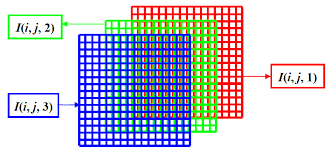 I(i, j, 2)
I(i, j, 1)
I(i, j, 3)